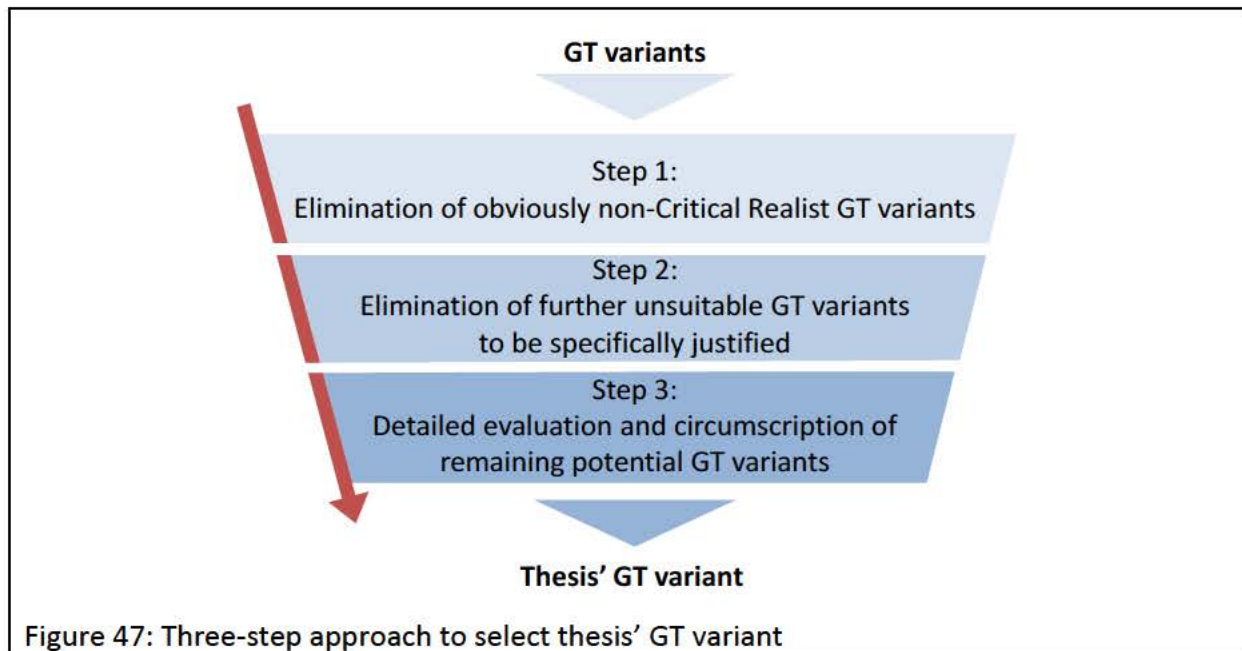 GT variants
Step 1:
Elimination of obviously non-Critical Realist GT variants
Step 2:
Elimination of further unsuitable GT variants
to be specifically justified
Step 3:
Detailed evaluation and circumscription of
remaining potential GT variants
Thesis’ GT variant
Figure 47: Three-step approach to select thesis’ GT variant